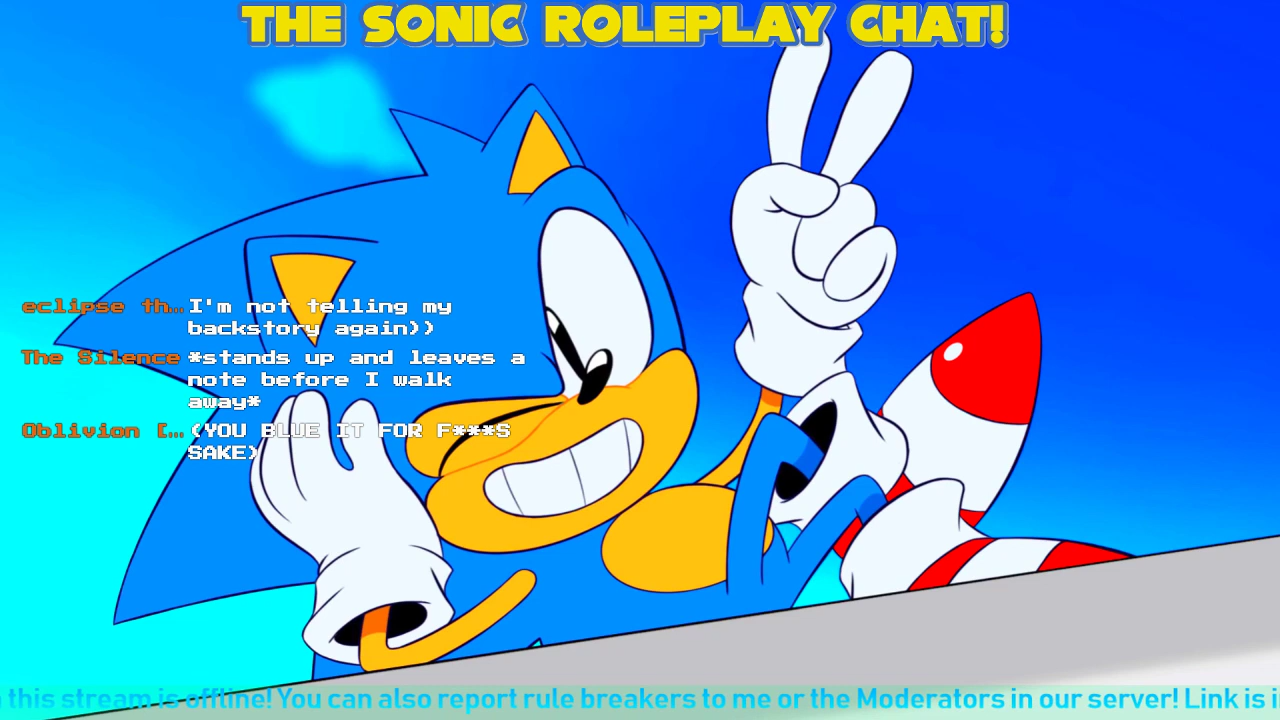 THE SONIC ROLEPLAY CHAT!
eclipse th… I'm not telling my
backstory again))
The Silence *stands up and leaves a
note before I walk
away*
Oblivion [… (YOU BLUE IT FOR F***S
SAKE)
this stream is offline! You can also report rule breakers to me or the Moderators in our server! Link is